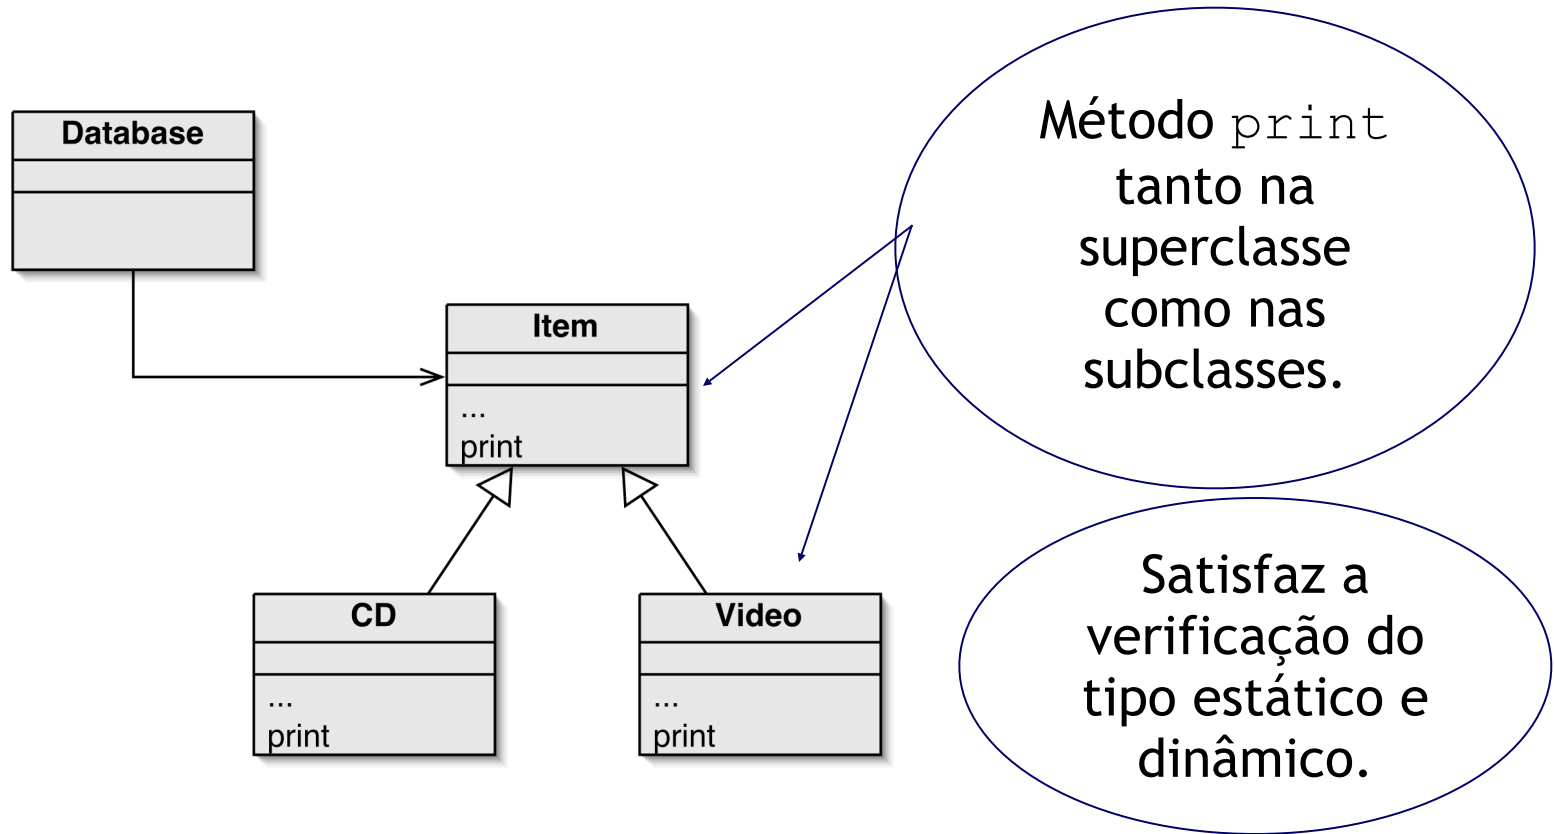 Database
Item
...
print
CD
...
print
Video
...
print
Método print
tanto na
superclasse
como nas
subclasses.
Satisfaz a
verificação do
tipo estático e
dinâmico.